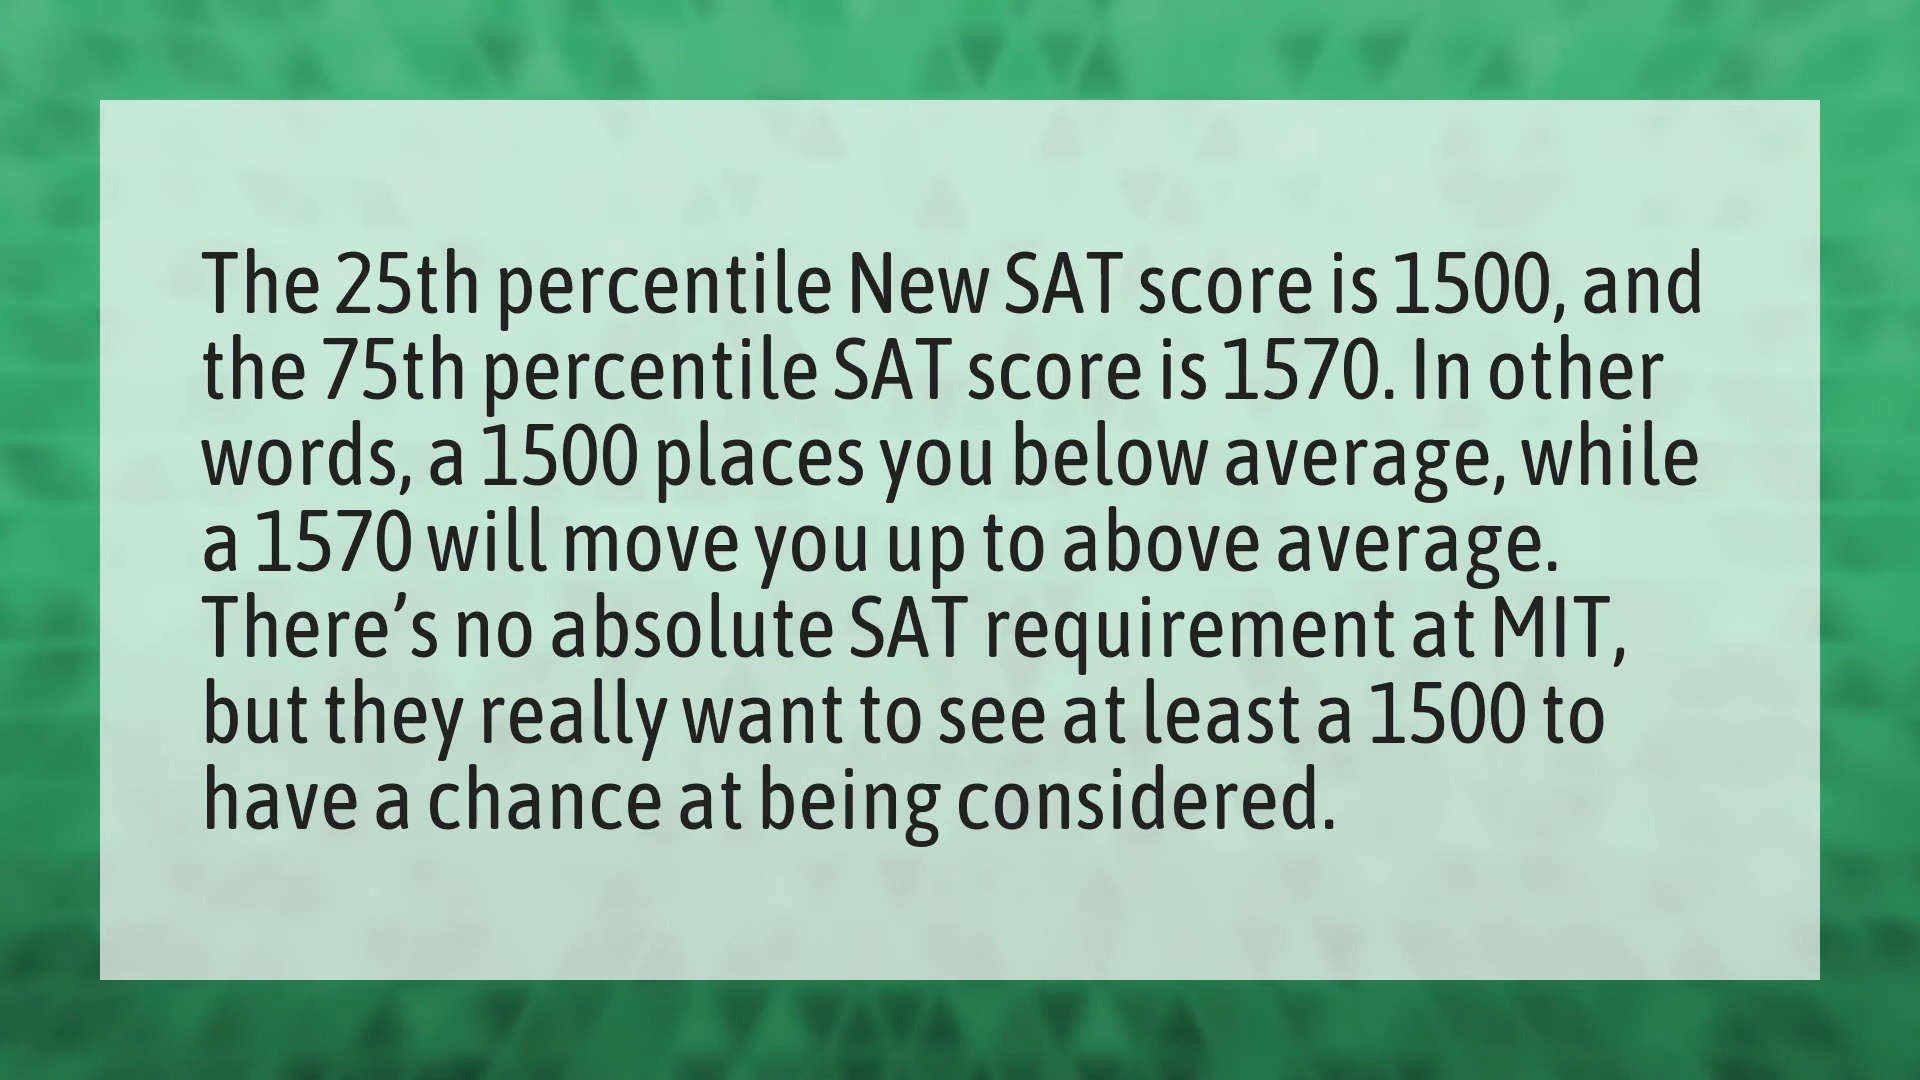 The 25th percentile New SAT score is 1500, and
the 75th percentile SAT score is 1570. In other
words, a 1500 places you below average, while
a 1570 will move you up to above average.
There’s no absolute SAT requirement at MIT,
but they really want to see at least a 1500 to
have a chance at being considered.